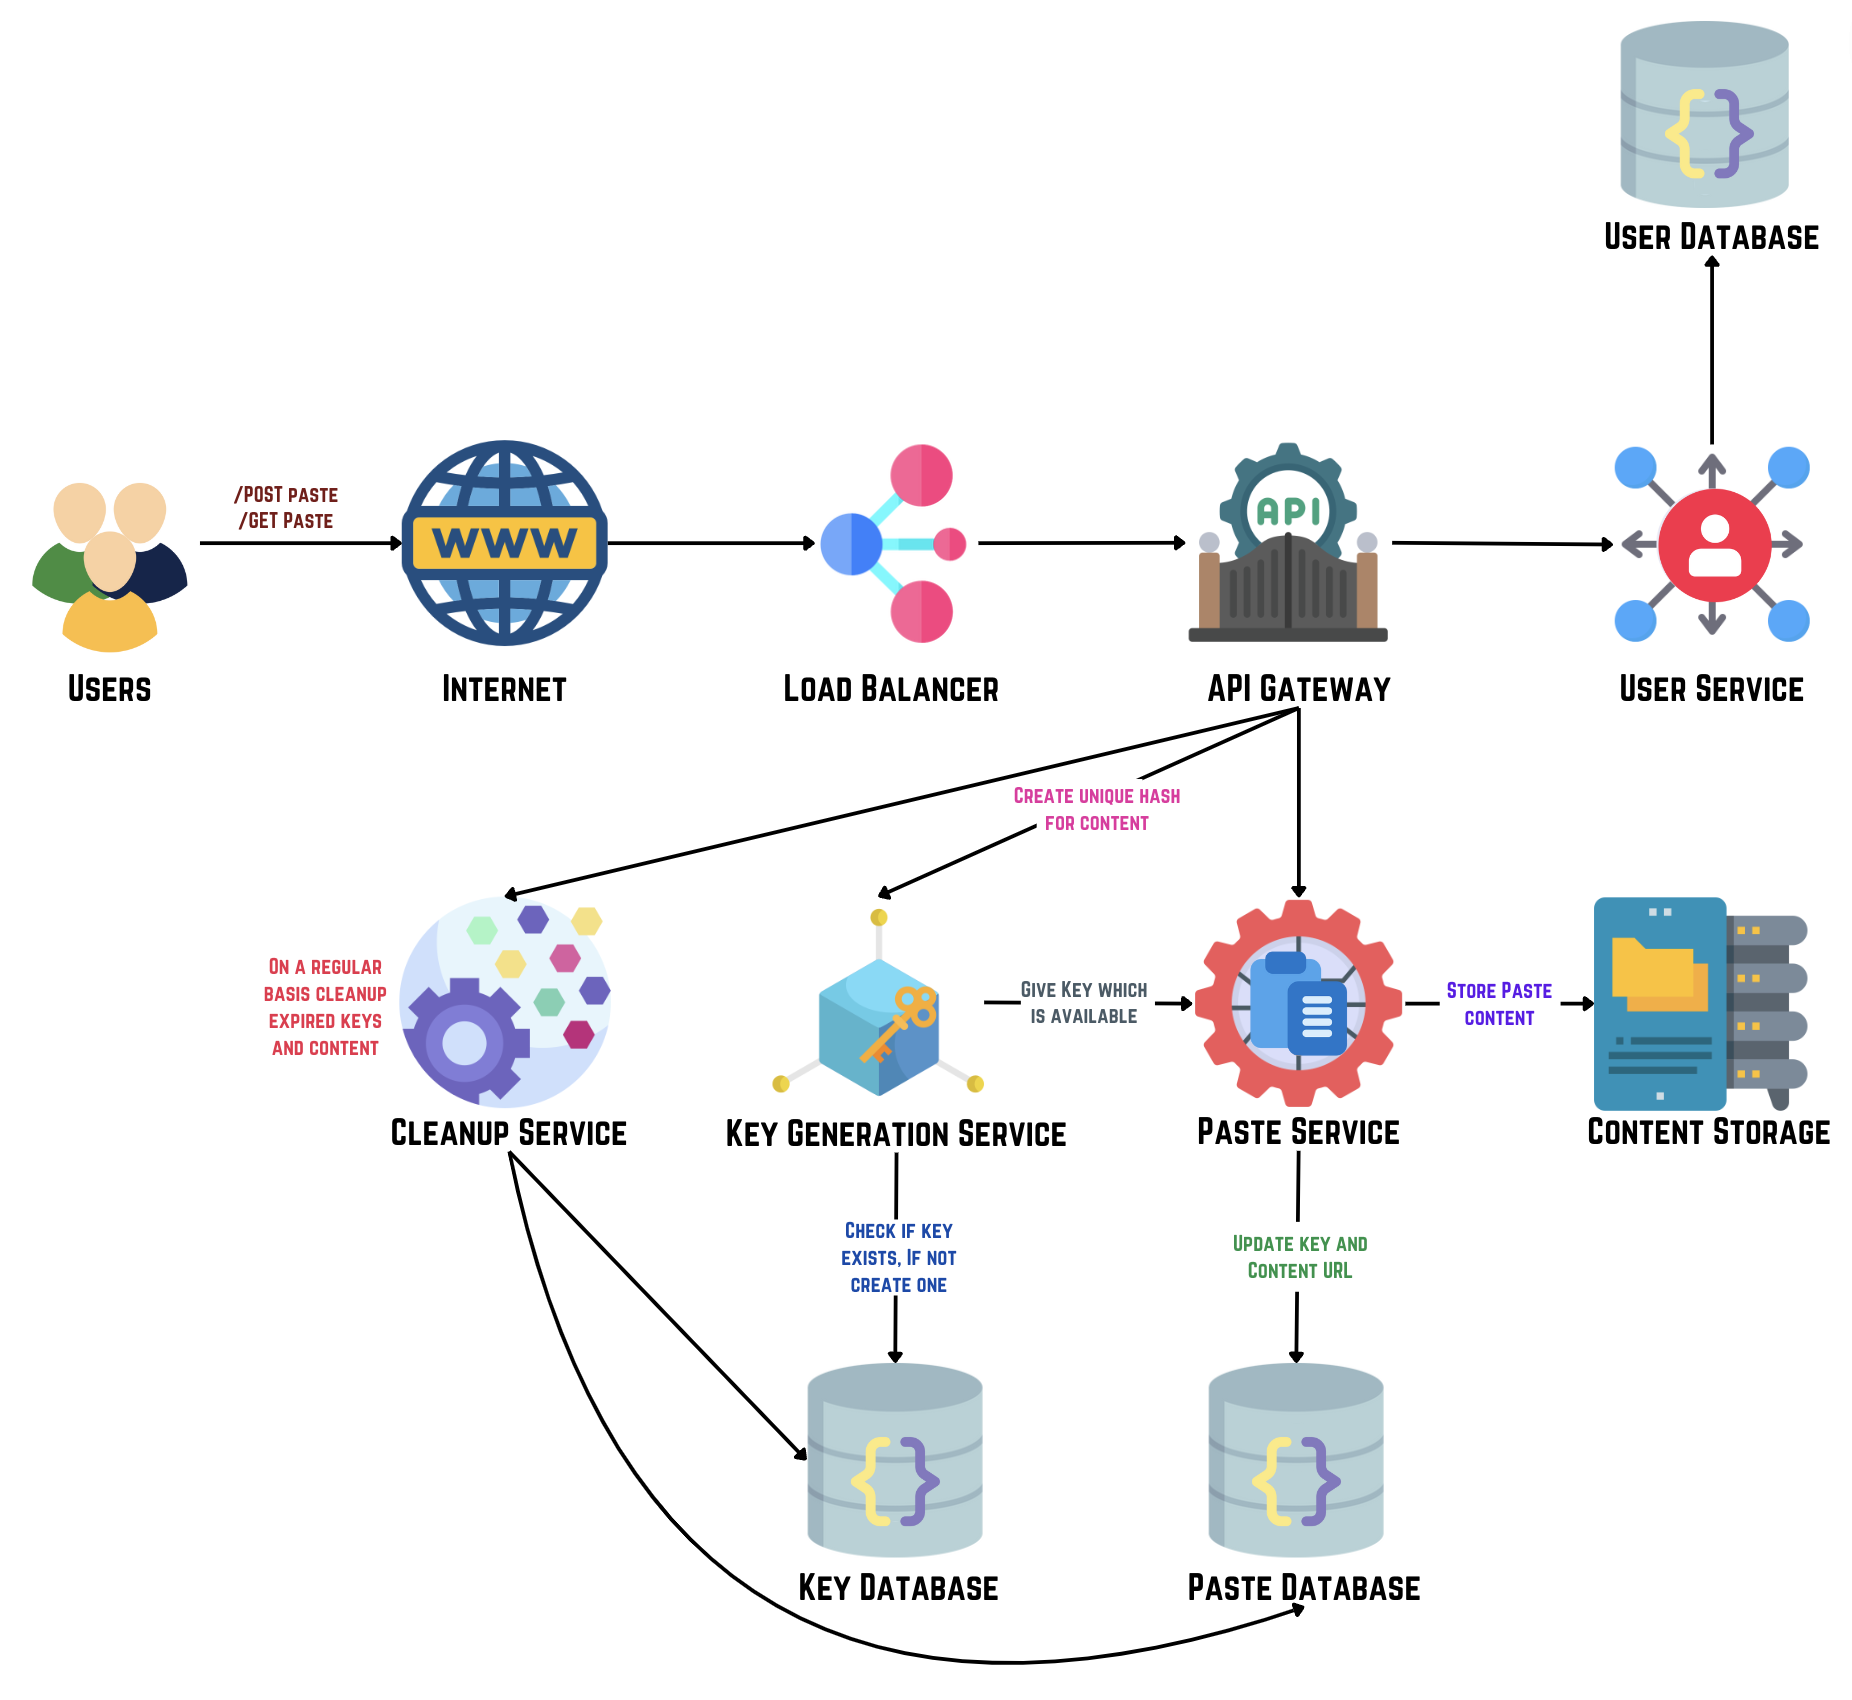 { }
User Database
/POST paste
/GET Paste
WWW
API
Users
Internet
Load Balancer
API Gateway
User Service
Create unique hash
for content
On a regular
basis cleanup
expired keys
and content
Give Key which
is available
Store Paste
content
Cleanup Service
Key Generation Service
Paste Service
Content Storage
Check if key
exists, If not
create one
Update key and
Content URL
{ }
{ }
Key Database
Paste Database